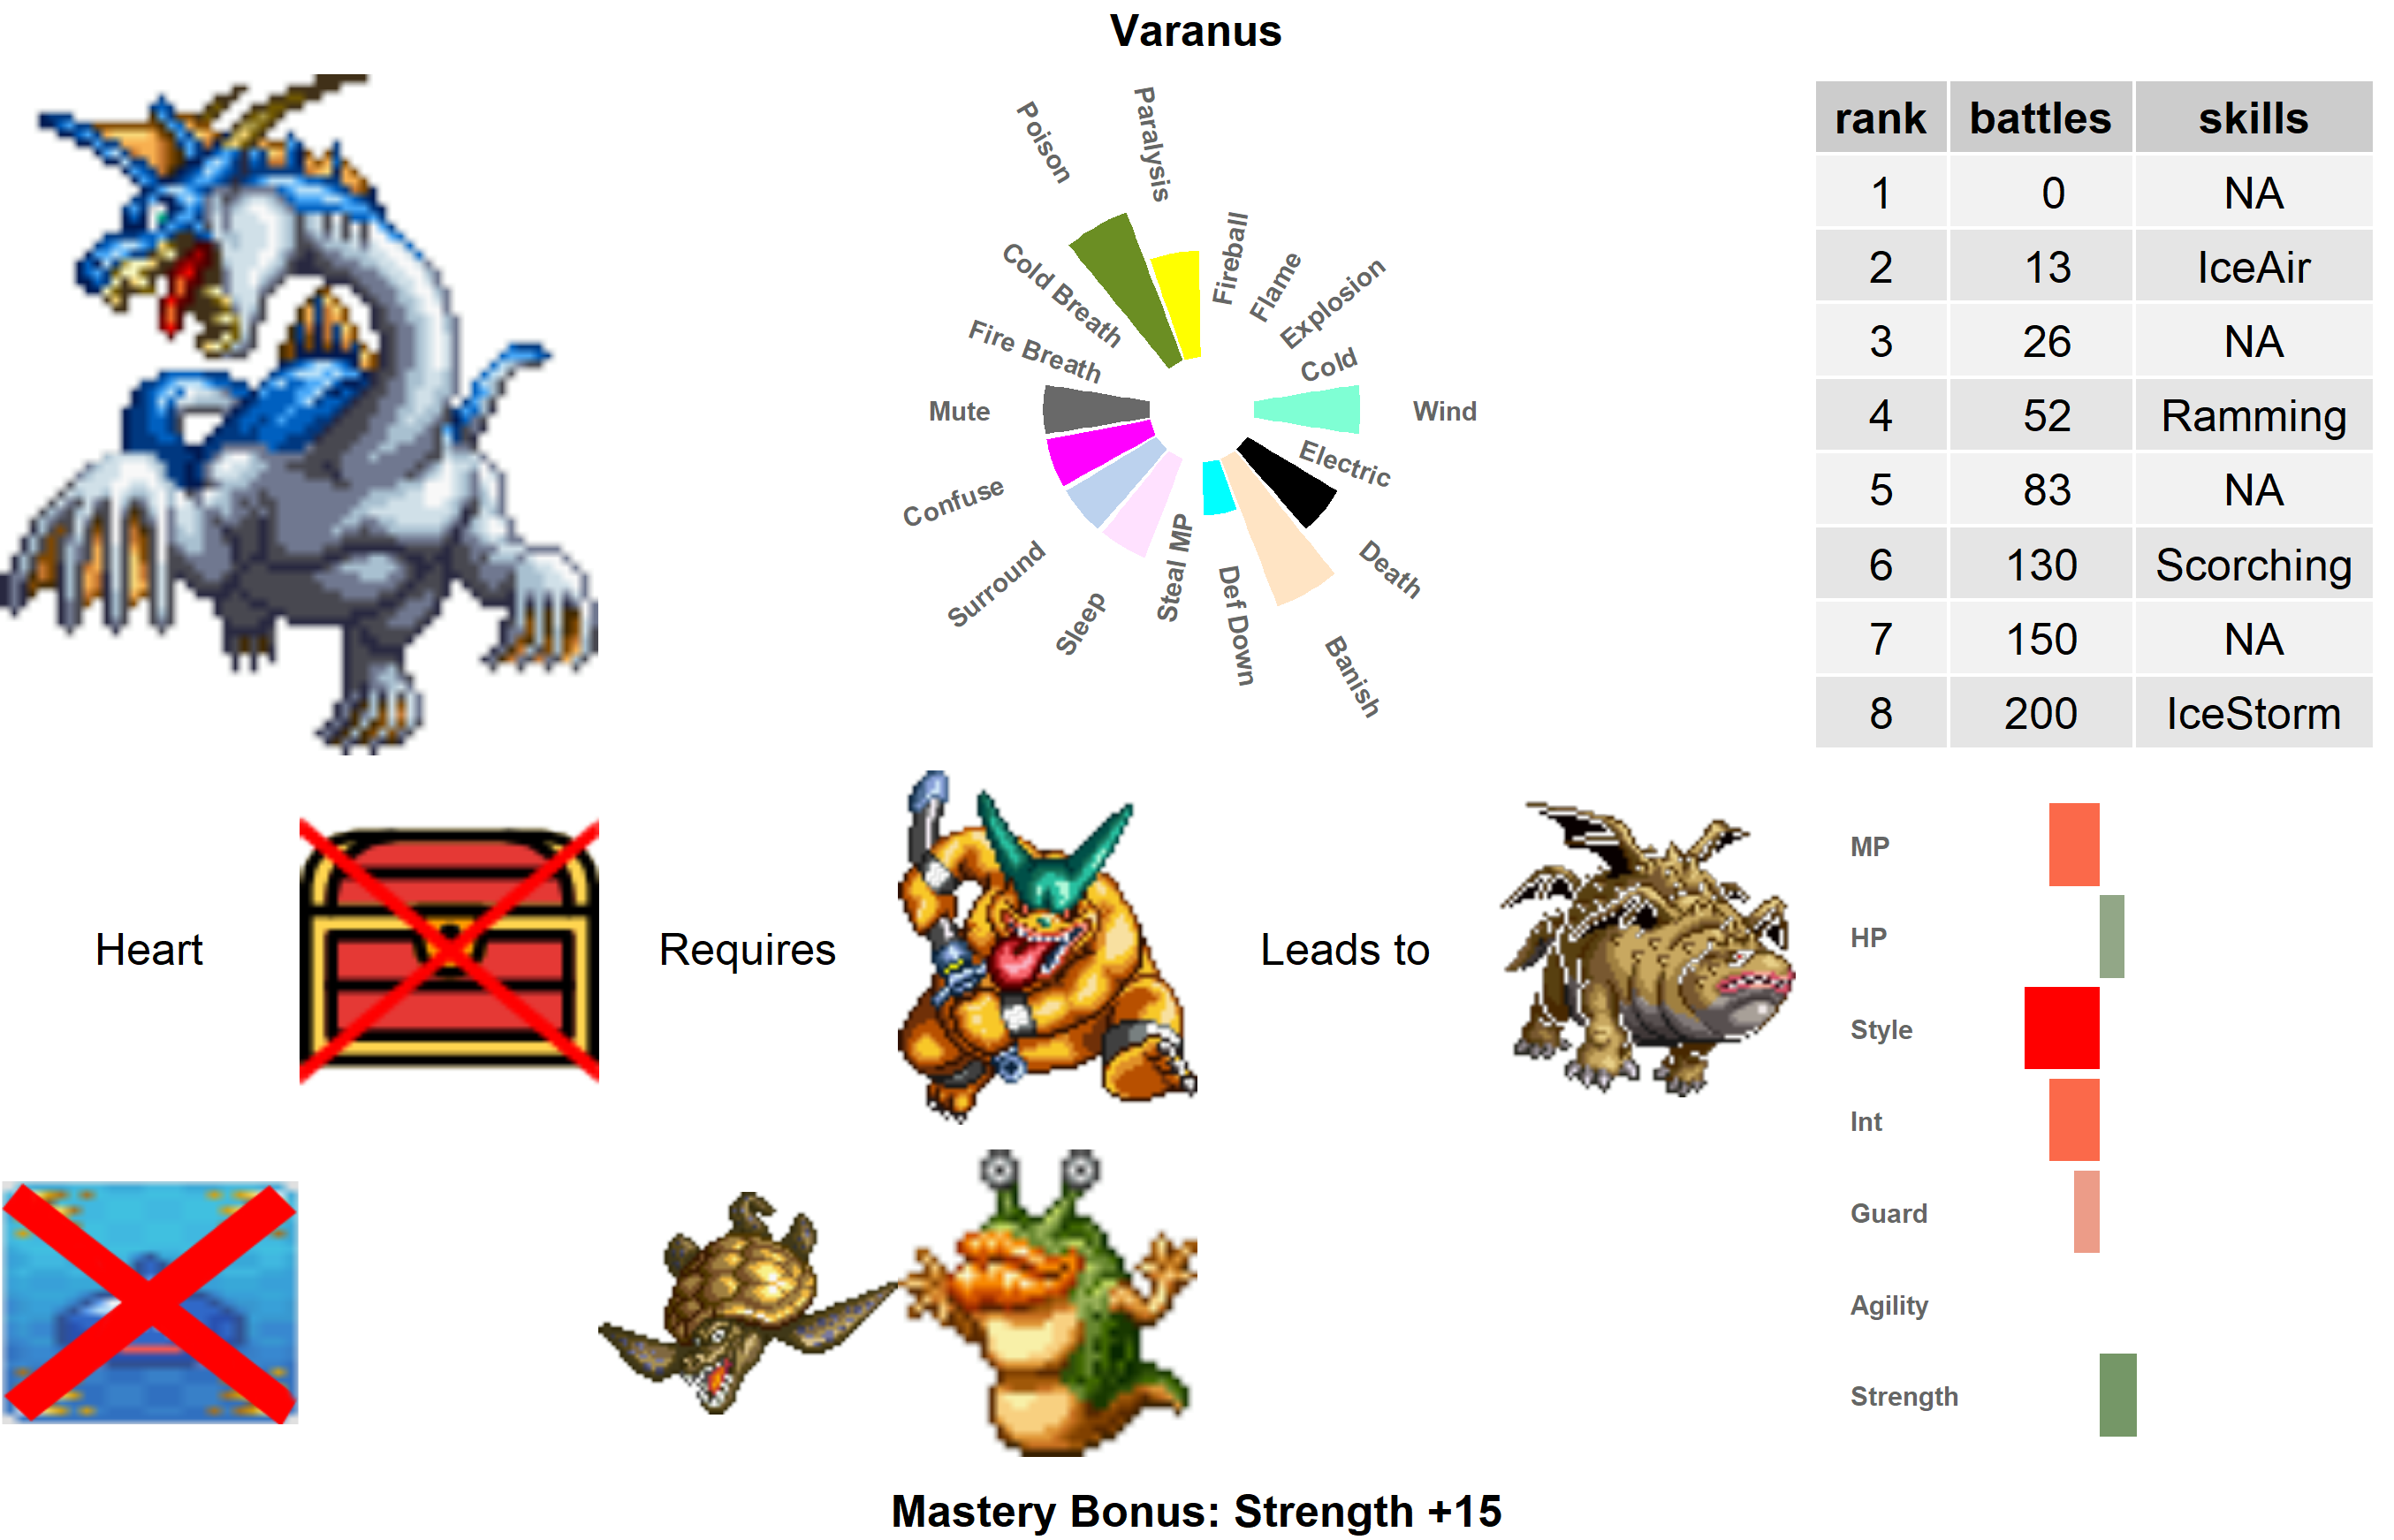 Varanus
Poison
Paralysis
Fireball
Flame
Explosion
Cold
Wind
Electric
Death
Banish
Def Down
Steal MP
Sleep
Surround
Confuse
Mute
Fire Breath
Cold Breath
rank battles skills
1 0 NA
2 13 IceAir
3 26 NA
4 52 Ramming
5 83 NA
6 130 Scorching
7 150 NA
8 200 IceStorm
Heart
Requires
Leads to
MP
HP
Style
Int
Guard
Agility
Strength
Mastery Bonus: Strength +15